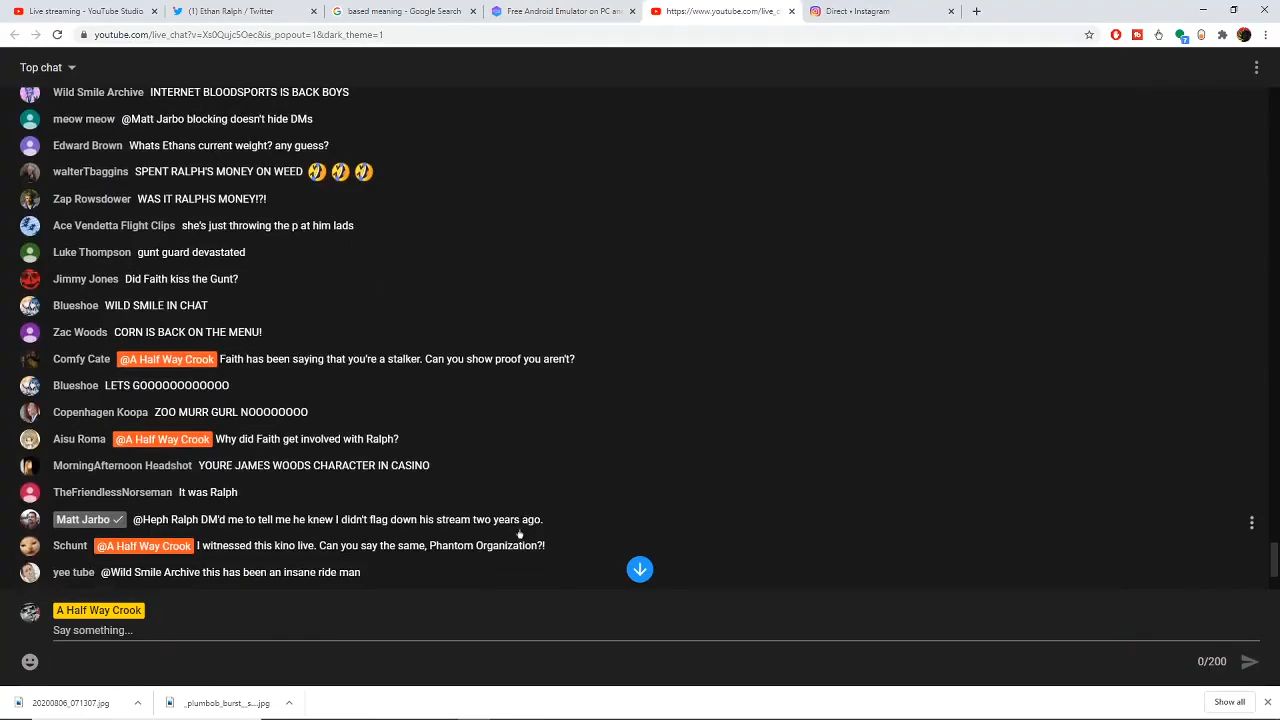 Live streaming - YouTube Studio
(1) Ethan Ralph / Twitter
based meaning - Google Search
Free Android Emulator on PC and
https://www.youtube.com/live_c
Direct • Instagram
youtube.com/live_chat?v=Xs0Qujc5Oec&is_popout=1&dark_theme=1
Top chat
Wild Smile Archive INTERNET BLOODSPORTS IS BACK BOYS
meow meow @Matt Jarbo blocking doesn't hide DMs
Edward Brown Whats Ethans current weight? any guess?
walterTbaggins SPENT RALPH'S MONEY ON WEED
Zap Rowsdower WAS IT RALPHS MONEY!?!
Ace Vendetta Flight Clips she's just throwing the p at him lads
Luke Thompson gunt guard devastated
Jimmy Jones Did Faith kiss the Gunt?
Blueshoe WILD SMILE IN CHAT
Zac Woods CORN IS BACK ON THE MENU!
Comfy Cate @A Half Way Crook Faith has been saying that you're a stalker. Can you show proof you aren't?
Blueshoe LETS GOOOOOOOOOOOO
Copenhagen Koopa ZOO MURR GURL NOOOOOOOO
Aisu Roma @A Half Way Crook Why did Faith get involved with Ralph?
MorningAfternoon Headshot YOURE JAMES WOODS CHARACTER IN CASINO
TheFriendlessNorseman It was Ralph
Matt Jarbo @Heph Ralph DM'd me to tell me he knew I didn't flag down his stream two years ago.
Schunt @A Half Way Crook I witnessed this kino live. Can you say the same, Phantom Organization?!
yee tube @Wild Smile Archive this has been an insane ride man
A Half Way Crook
Say something...
0/200
20200806_071307.jpg
_plumbob_burst__s....jpg
Show all